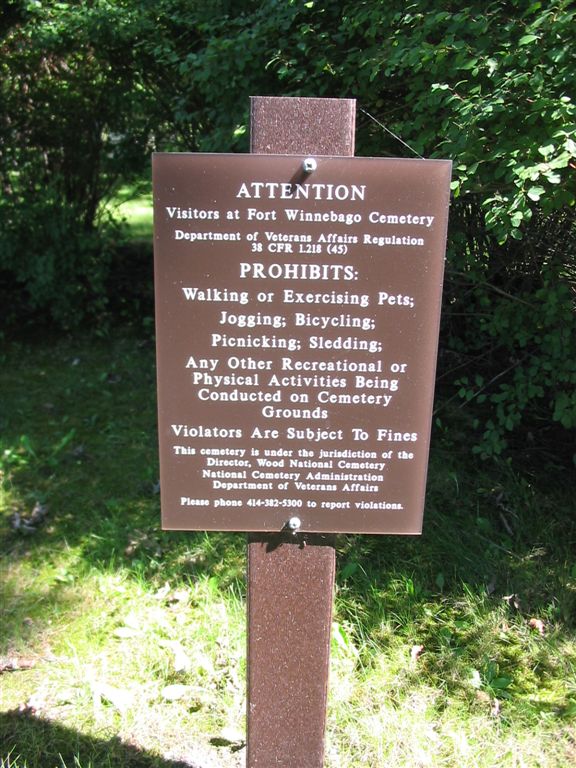 ATTENTION
Visitors at Fort Winnebago Cemetery
Department of Veterans Affairs Regulation
38 CFR 1.218 (45)
PROHIBITS:
Walking or Exercising Pets;
Jogging; Bicycling;
Picnicking; Sledding;
Any Other Recreational or
Physical Activities Being
Conducted on Cemetery
Grounds
Violators Are Subject To Fines
This cemetery is under the jurisdiction of the
Director, Wood National Cemetery
National Cemetery Administration
Department of Veterans Affairs
Please phone 414-382-5300 to report violations.